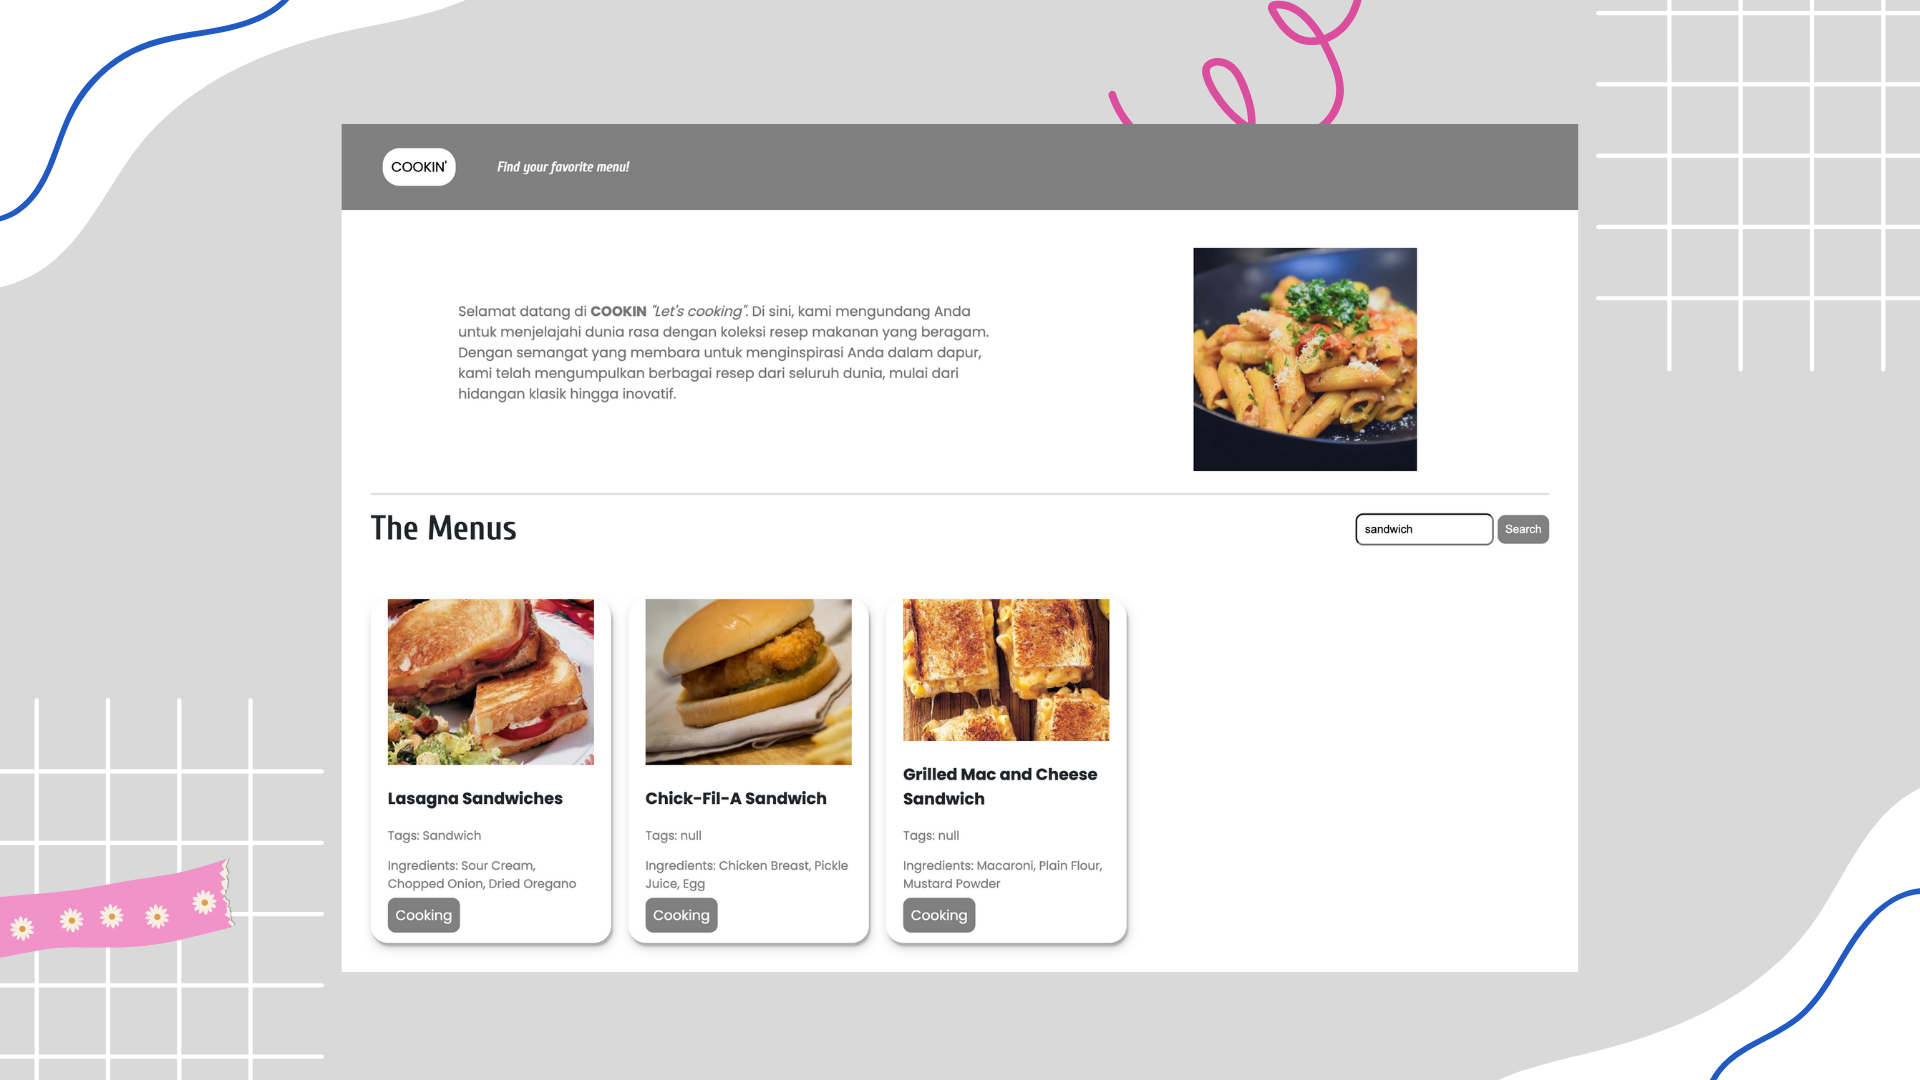 COOKIN'
Find your favorite menu!
Selamat datang di COOKIN "Let's cooking". Di sini, kami mengundang Anda
untuk menjelajahi dunia rasa dengan koleksi resep makanan yang beragam.
Dengan semangat yang membara untuk menginspirasi Anda dalam dapur,
kami telah mengumpulkan berbagai resep dari seluruh dunia, mulai dari
hidangan klasik hingga inovatif.
The Menus
sandwich
Search
Lasagna Sandwiches
Tags: Sandwich
Ingredients: Sour Cream,
Chopped Onion, Dried Oregano
Cooking
Chick-Fil-A Sandwich
Tags: null
Ingredients: Chicken Breast, Pickle
Juice, Egg
Cooking
Grilled Mac and Cheese
Sandwich
Tags: null
Ingredients: Macaroni, Plain Flour,
Mustard Powder
Cooking